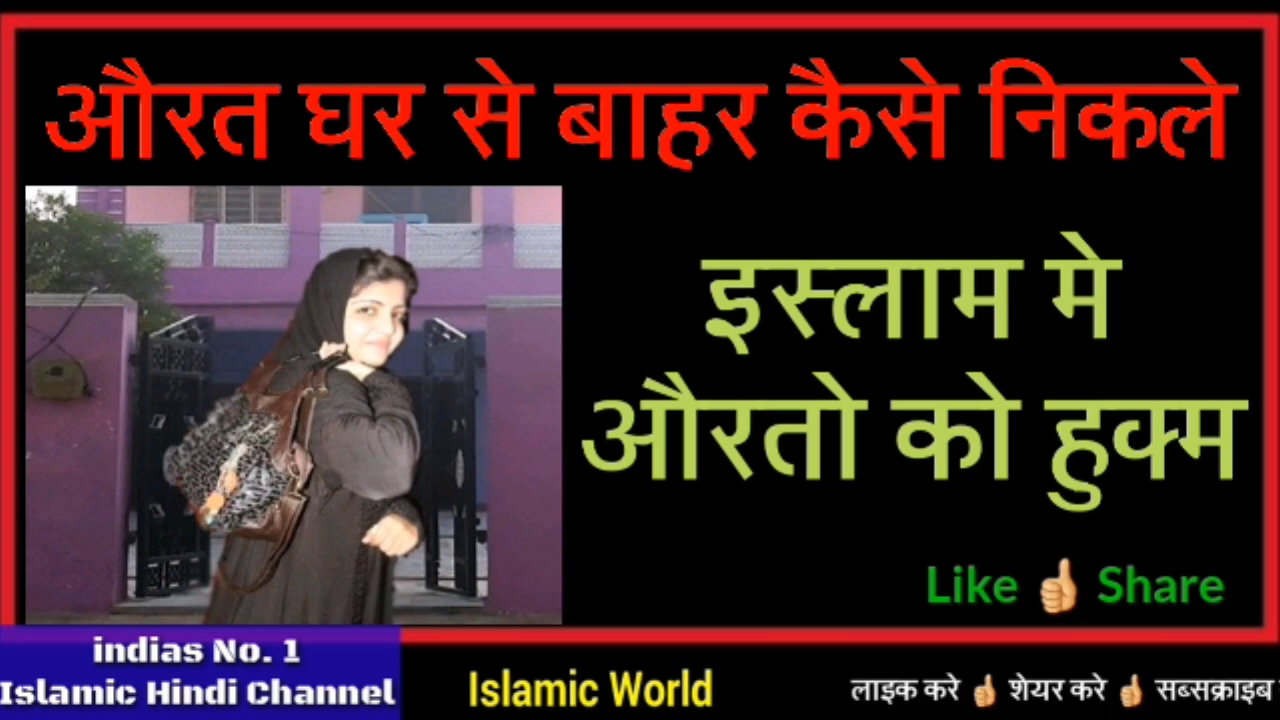 औरत घर से बाहर कैसे निकले
इस्लाम मे
औरतो को हुक्म
Like 👍 Share
indias No. 1
Islamic Hindi Channel
Islamic World
लाइक करे 👍 शेयर करे 👍 सब्सक्राइब